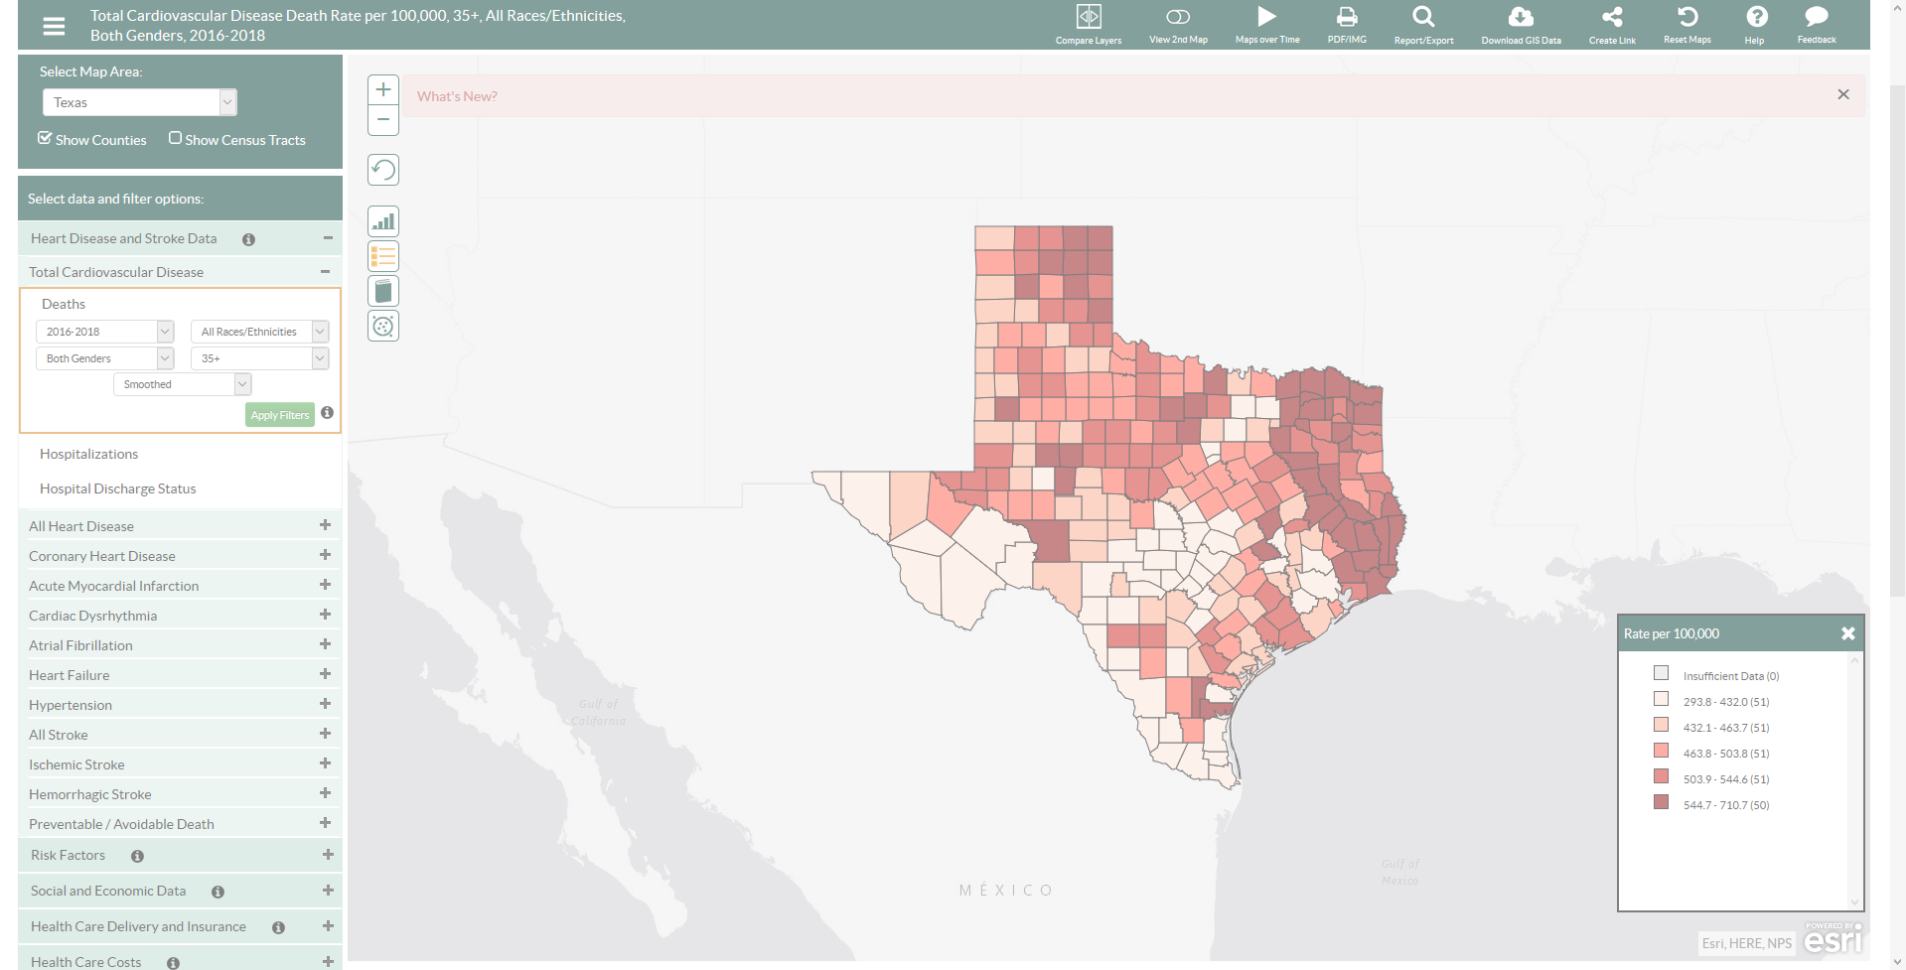 Total Cardiovascular Disease Death Rate per 100,000, 35+, All Races/Ethnicities,
Both Genders, 2016-2018
Compare Layers
View 2nd Map
Maps over Time
PDF/IMG
Report/Export
Download GIS Data
Create Link
Reset Maps
Help
Feedback
Select Map Area:
Texas
Show Counties
Show Census Tracts
Select data and filter options:
Heart Disease and Stroke Data
Total Cardiovascular Disease
Deaths
2016-2018
All Races/Ethnicities
Both Genders
35+
Smoothed
Apply Filters
Hospitalizations
Hospital Discharge Status
All Heart Disease
Coronary Heart Disease
Acute Myocardial Infarction
Cardiac Dysrhythmia
Atrial Fibrillation
Heart Failure
Hypertension
All Stroke
Ischemic Stroke
Hemorrhagic Stroke
Preventable / Avoidable Death
Risk Factors
Social and Economic Data
Health Care Delivery and Insurance
Health Care Costs
What's New?
Gulf of
California
MÉXICO
Gulf of
Mexico
Rate per 100,000
Insufficient Data (0)
293.8 - 432.0 (51)
432.1 - 463.7 (51)
463.8 - 503.8 (51)
503.9 - 544.6 (51)
544.7 - 710.7 (50)
Esri, HERE, NPS
POWERED BY
esri